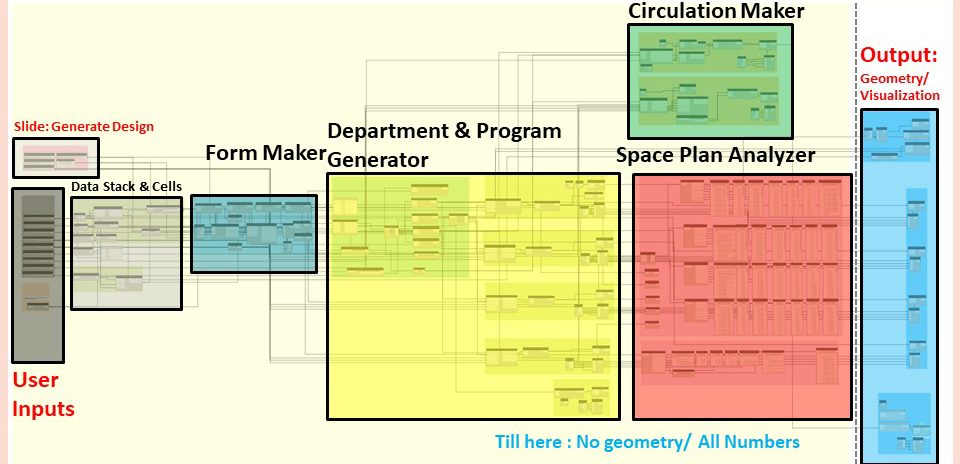 Circulation Maker
Output:
Geometry/
Visualization
Slide: Generate Design
Department & Program
Generator
Form Maker
Space Plan Analyzer
Data Stack & Cells
User
Inputs
Till here : No geometry/ All Numbers